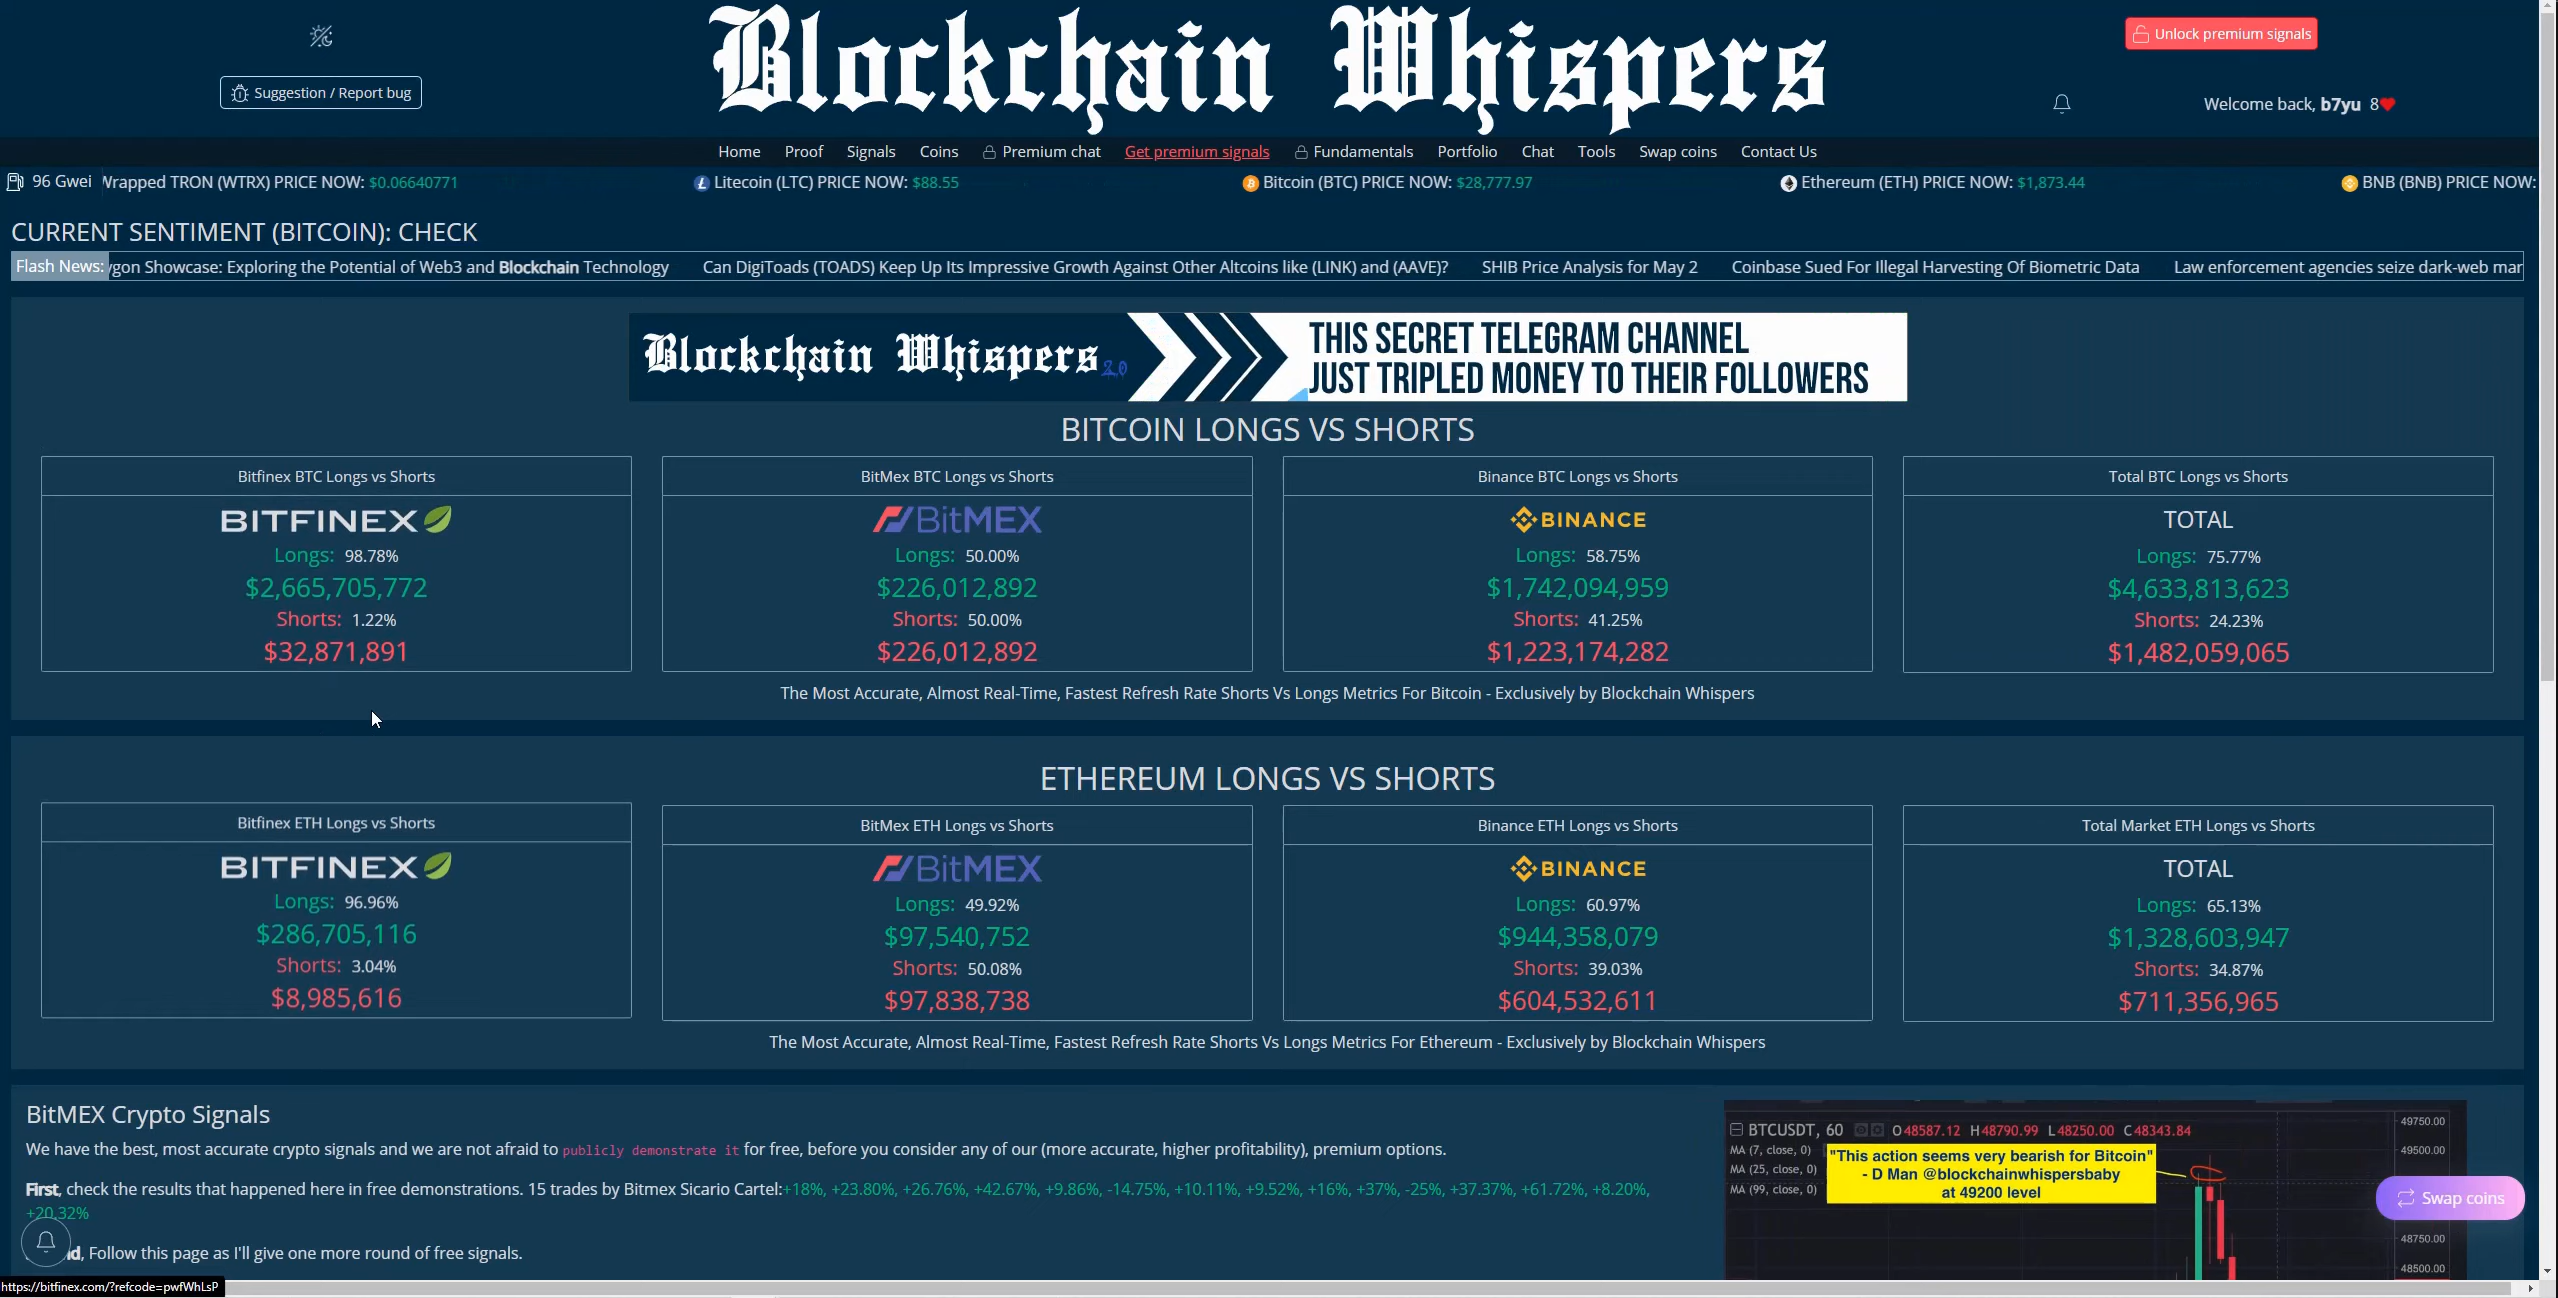 Blockchain Whispers
Unlock premium signals
Suggestion / Report bug
Welcome back, b7yu 8
Home Proof Signals Coins Premium chat Get premium signals Fundamentals Portfolio Chat Tools Swap coins Contact Us
96 Gwei Wrapped TRON (WTRX) PRICE NOW: $0.06640771 Litecoin (LTC) PRICE NOW: $88.55 Bitcoin (BTC) PRICE NOW: $28,777.97 Ethereum (ETH) PRICE NOW: $1,873.44 BNB (BNB) PRICE NOW:
CURRENT SENTIMENT (BITCOIN): CHECK
Flash News: ygon Showcase: Exploring the Potential of Web3 and Blockchain Technology Can DigiToads (TOADS) Keep Up Its Impressive Growth Against Other Altcoins like (LINK) and (AAVE)? SHIB Price Analysis for May 2 Coinbase Sued For Illegal Harvesting Of Biometric Data Law enforcement agencies seize dark-web mar
Blockchain Whispers 2.0
THIS SECRET TELEGRAM CHANNEL
JUST TRIPLED MONEY TO THEIR FOLLOWERS
BITCOIN LONGS VS SHORTS
Bitfinex BTC Longs vs Shorts
BITFINEX
Longs: 98.78%
$2,665,705,772
Shorts: 1.22%
$32,871,891
BitMex BTC Longs vs Shorts
BitMEX
Longs: 50.00%
$226,012,892
Shorts: 50.00%
$226,012,892
Binance BTC Longs vs Shorts
BINANCE
Longs: 58.75%
$1,742,094,959
Shorts: 41.25%
$1,223,174,282
Total BTC Longs vs Shorts
TOTAL
Longs: 75.77%
$4,633,813,623
Shorts: 24.23%
$1,482,059,065
The Most Accurate, Almost Real-Time, Fastest Refresh Rate Shorts Vs Longs Metrics For Bitcoin - Exclusively by Blockchain Whispers
ETHEREUM LONGS VS SHORTS
Bitfinex ETH Longs vs Shorts
BITFINEX
Longs: 96.96%
$286,705,116
Shorts: 3.04%
$8,985,616
BitMex ETH Longs vs Shorts
BitMEX
Longs: 49.92%
$97,540,752
Shorts: 50.08%
$97,838,738
Binance ETH Longs vs Shorts
BINANCE
Longs: 60.97%
$944,358,079
Shorts: 39.03%
$604,532,611
Total Market ETH Longs vs Shorts
TOTAL
Longs: 65.13%
$1,328,603,947
Shorts: 34.87%
$711,356,965
The Most Accurate, Almost Real-Time, Fastest Refresh Rate Shorts Vs Longs Metrics For Ethereum - Exclusively by Blockchain Whispers
BitMEX Crypto Signals
We have the best, most accurate crypto signals and we are not afraid to publicly demonstrate it for free, before you consider any of our (more accurate, higher profitability), premium options.
First, check the results that happened here in free demonstrations. 15 trades by Bitmex Sicario Cartel:+18%, +23.80%, +26.76%, +42.67%, +9.86%, -14.75%, +10.11%, +9.52%, +16%, +37%, -25%, +37.37%, +61.72%, +8.20%,
+20.32%
d, Follow this page as I'll give one more round of free signals.
BTCUSDT, 60 O48587.12 H48790.99 L48250.00 C48343.84
MA (7, close, 0)
MA (25, close, 0)
MA (99, close, 0)
"This action seems very bearish for Bitcoin"
- D Man @blockchainwhispersbaby
at 49200 level
49750.00
49500.00
48750.00
48500.00
Swap coins
https://bitfinex.com/?refcode=pwfWhLsP